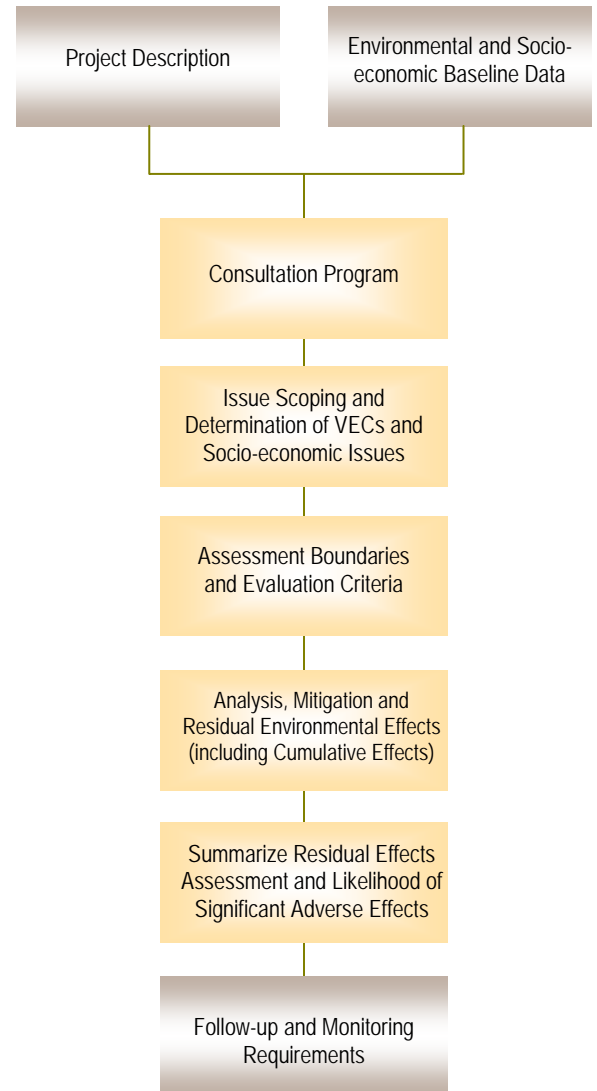 Project Description
Environmental and Socio-
economic Baseline Data
Consultation Program
Issue Scoping and
Determination of VECs and
Socio-economic Issues
Assessment Boundaries
and Evaluation Criteria
Analysis, Mitigation and
Residual Environmental Effects
(including Cumulative Effects)
Summarize Residual Effects
Assessment and Likelihood of
Significant Adverse Effects
Follow-up and Monitoring
Requirements